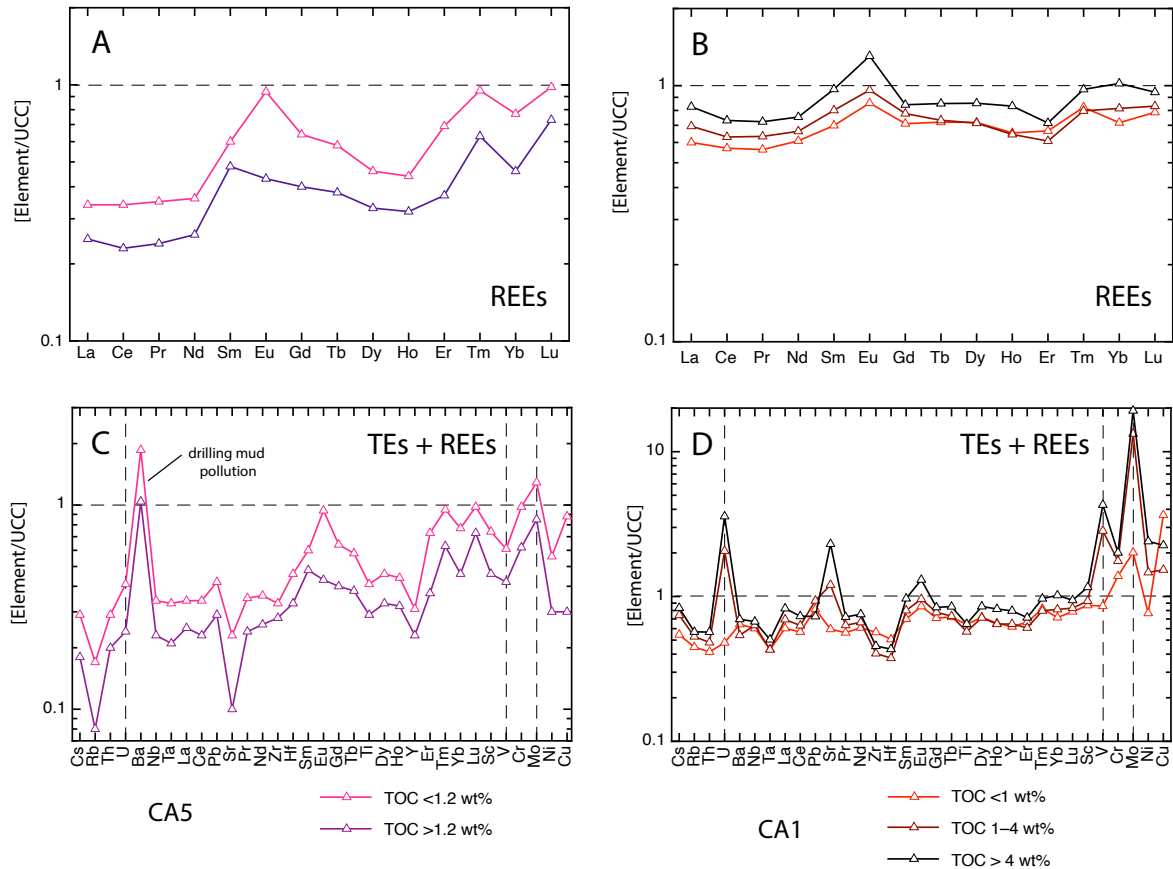 A
1
[Element/UCC]
REEs
0.1
La Ce Pr Nd Sm Eu Gd Tb Dy Ho Er Tm Yb Lu
B
1
[Element/UCC]
REEs
0.1
La Ce Pr Nd Sm Eu Gd Tb Dy Ho Er Tm Yb Lu
C
TEs + REEs
drilling mud
pollution
1
[Element/UCC]
0.1
Cs Rb Th U Ba Nb Ta La Ce Pb Sr Pr Nd Zr Hff Sm Eu Gd Tb Ti Dy Ho Y Er Tm Yb Lu Sc V Cr Mo Ni Cu
CA5
TOC <1.2 wt%
TOC >1.2 wt%
D
TEs + REEs
10
1
[Element/UCC]
0.1
Cs Rb Th U Ba Nb Ta La Ce Pb Sr Pr Nd Zr Hff Sm Eu Gd Tb Ti Dy Ho Y Er Tm Yb Lu Sc V Cr Mo Ni Cu
CA1
TOC <1 wt%
TOC 1–4 wt%
TOC > 4 wt%